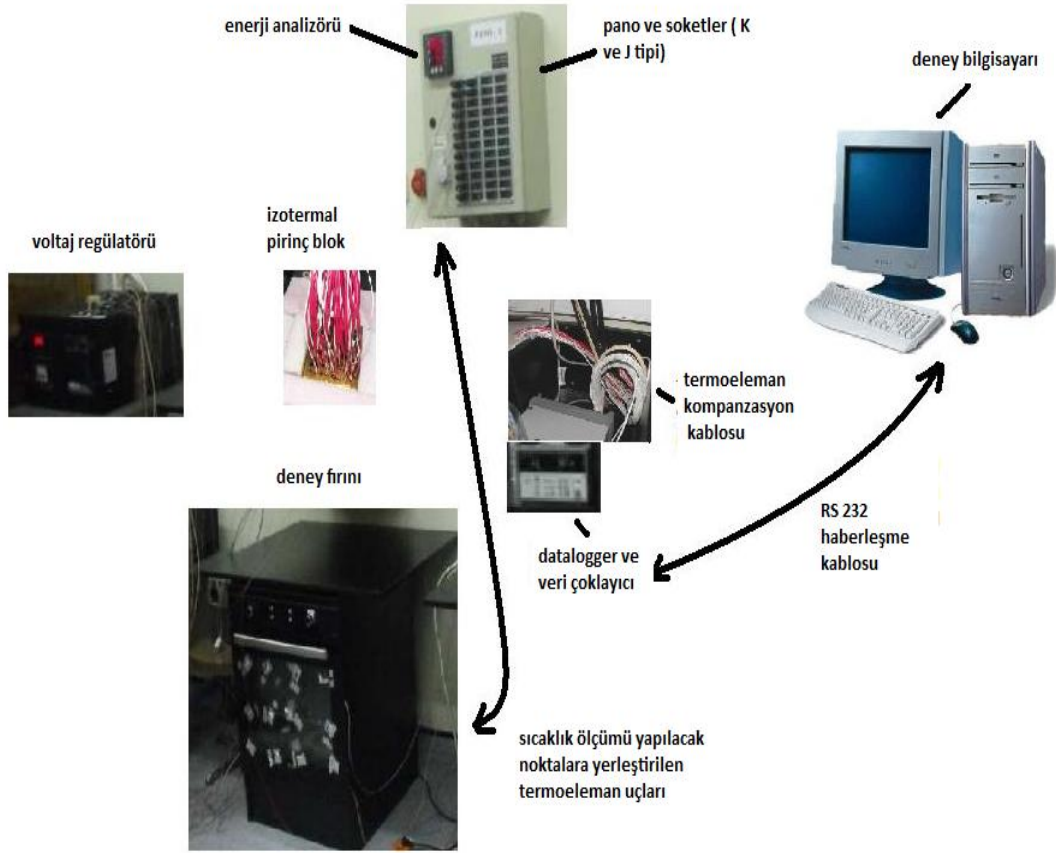 enerji analizörü
pano ve soketler ( K
ve J tipi)
deney bilgisayarı
voltaj regülatörü
izotermal
pirinç blok
termoeleman
kompanzasyon
kablosu
deney fırını
RS 232
haberleşme
kablosu
datalogger ve
veri çoklayıcı
sıcaklık ölçümü yapılacak
noktalara yerleştirilen
termoeleman uçları